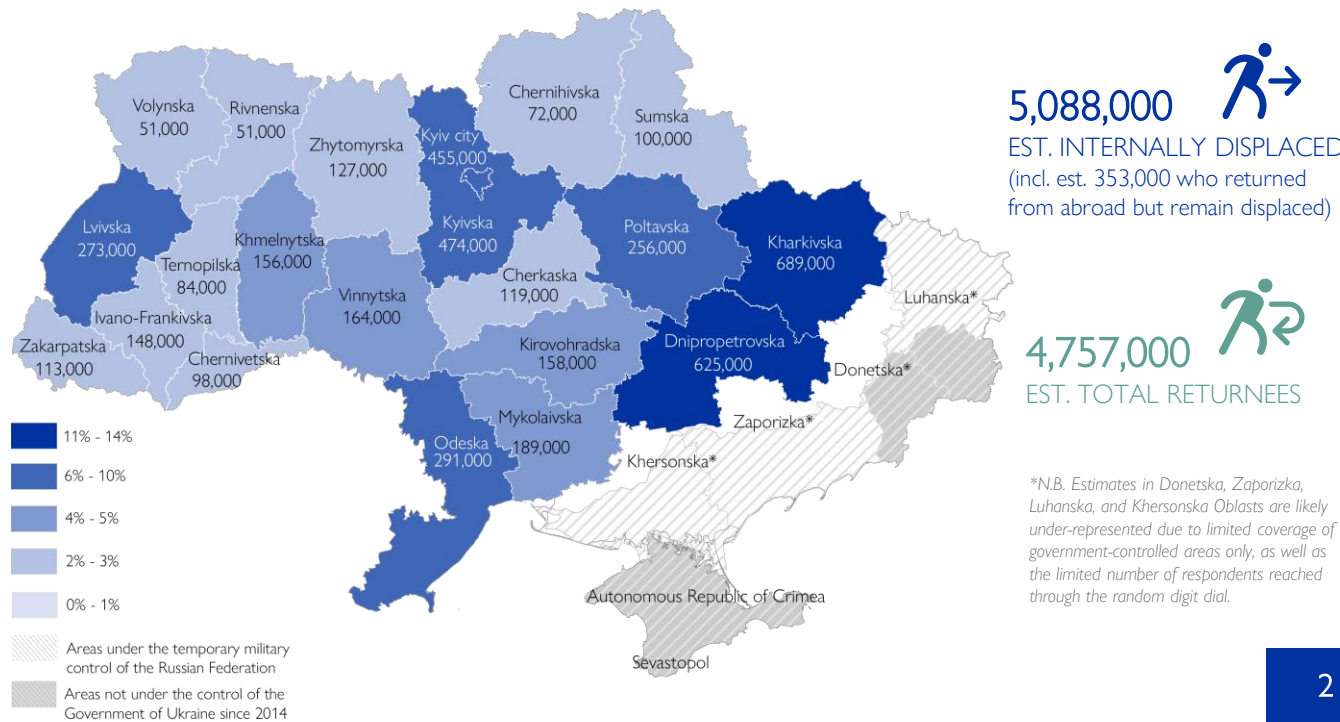 Volynska
51,000
Rivnenska
51,000
Zhytomyrska
127,000
Kyiv city
455,000
Chernihivska
72,000
Sumska
100,000
Lvivska
273,000
Ternopilska
84,000
Khmelnytska
156,000
Kyivska
474,000
Poltavska
256,000
Kharkivska
689,000
Cherkaska
119,000
Vinnytska
164,000
Luhanska*
Ivano-Frankivska
148,000
Zakarpatska
113,000
Chernivetska
98,000
Kirovohradska
158,000
Dnipropetrovska
625,000
Donetska*
Mykolaivska
189,000
Zaporizka*
Odeska
291,000
Khersonska*
Autonomous Republic of Crimea
Sevastopol
11% - 14%
6% - 10%
4% - 5%
2% - 3%
0% - 1%
Areas under the temporary military
control of the Russian Federation
Areas not under the control of the
Government of Ukraine since 2014
5,088,000
EST. INTERNALLY DISPLACED
(incl. est. 353,000 who returned
from abroad but remain displaced)
4,757,000
EST. TOTAL RETURNEES
*N.B. Estimates in Donetska, Zaporizka,
Luhanska, and Khersonska Oblasts are likely
under-represented due to limited coverage of
government-controlled areas only, as well as
the limited number of respondents reached
through the random digit dial.
2